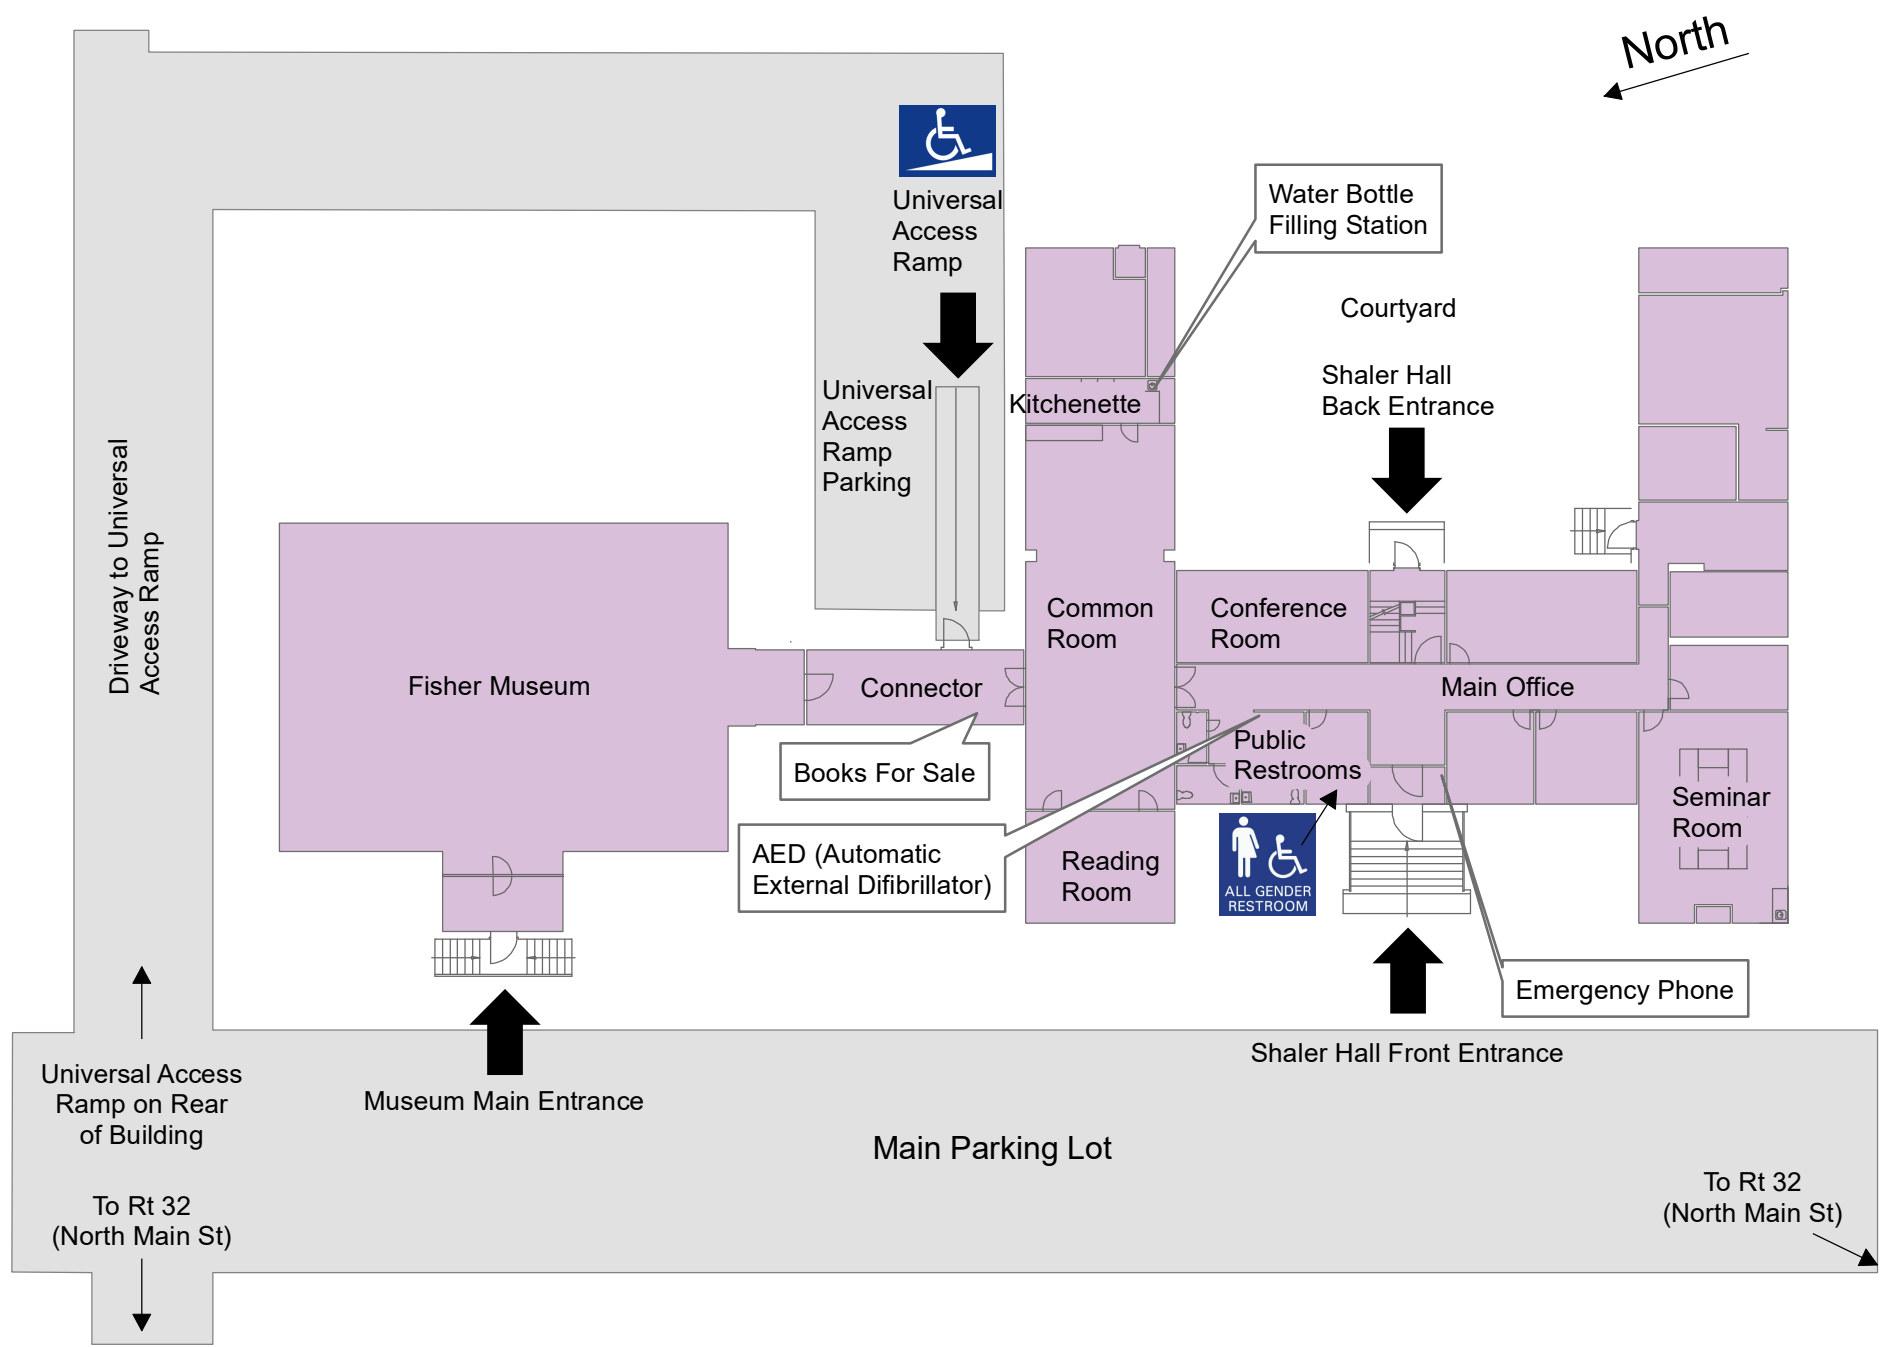 North
Universal
Access
Ramp
Water Bottle
Filling Station
Courtyard
Shaler Hall
Back Entrance
Universal
Access
Ramp
Parking
Kitchenette
Driveway to Universal
Access Ramp
Common
Room
Conference
Room
Fisher Museum
Connector
Main Office
Public
Restrooms
Books For Sale
Seminar
Room
AED (Automatic
External Difibrillator)
Reading
Room
ALL GENDER
RESTROOM
Emergency Phone
Shaler Hall Front Entrance
Universal Access
Ramp on Rear
of Building
Museum Main Entrance
Main Parking Lot
To Rt 32
(North Main St)
To Rt 32
(North Main St)